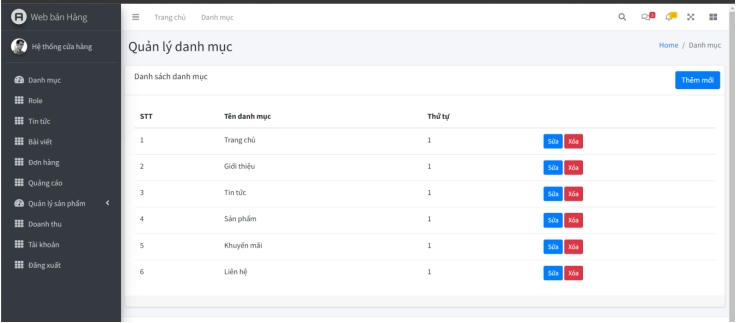 Web bán Hàng
Trang chủ Danh mục
Hệ thống cửa hàng
Quản lý danh mục
Home / Danh mục
Danh mục
Role
Tin tức
Bài viết
Đơn hàng
Quảng cáo
Quản lý sản phẩm
Doanh thu
Tài khoản
Đăng xuất
Danh sách danh mục
Thêm mới
STT Tên danh mục Thứ tự
1 Trang chủ 1 Sửa Xóa
2 Giới thiệu 1 Sửa Xóa
3 Tin tức 1 Sửa Xóa
4 Sản phẩm 1 Sửa Xóa
5 Khuyến mãi 1 Sửa Xóa
6 Liên hệ 1 Sửa Xóa